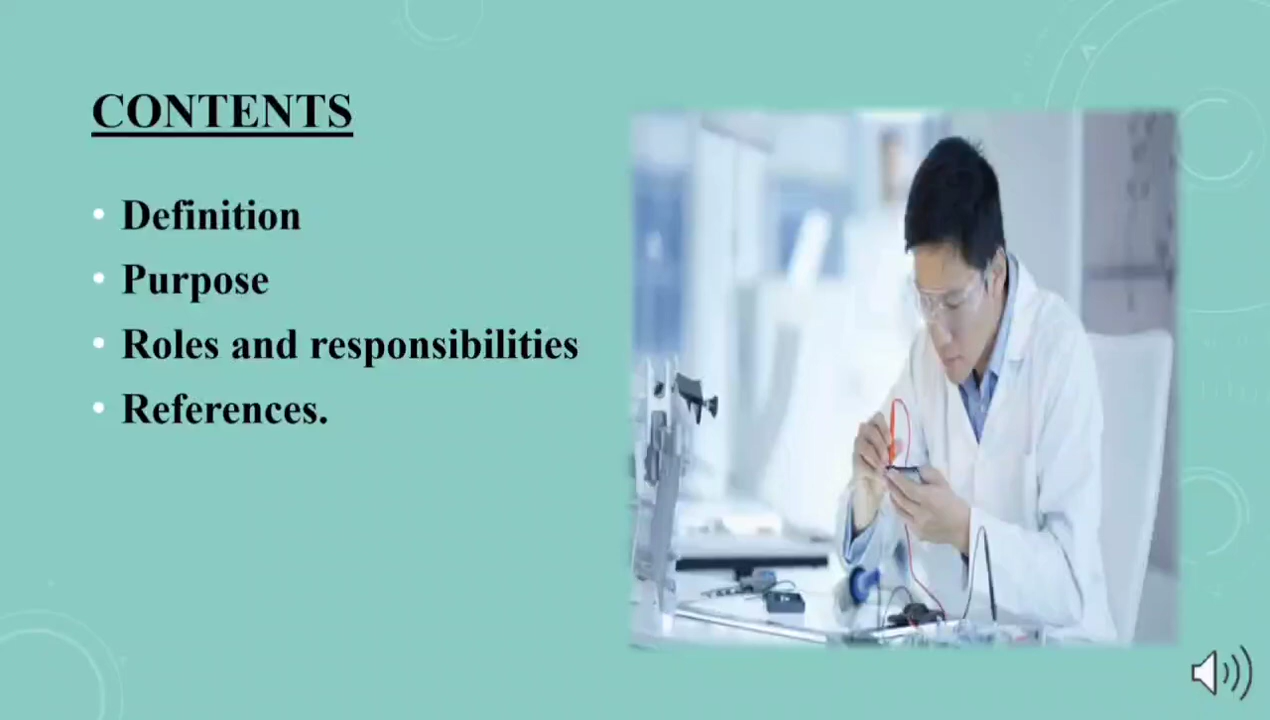 CONTENTS
Definition
Purpose
Roles and responsibilities
References.